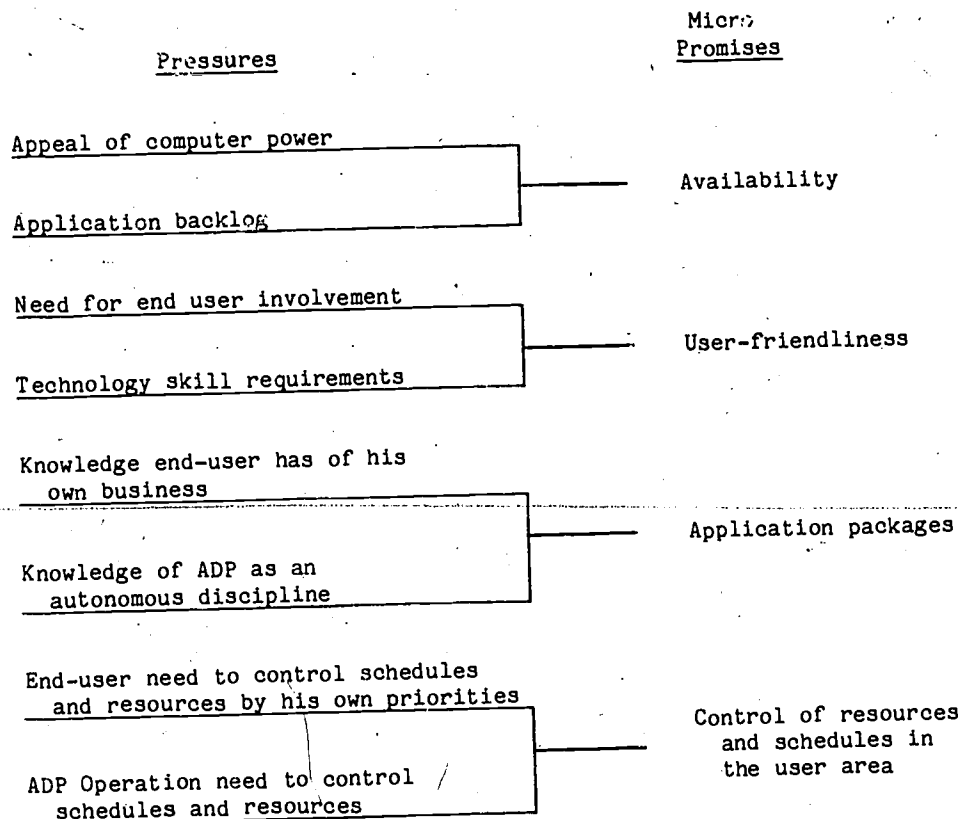 Micro
Pressures
Promises
Appeal of computer power
Availability
Application backlog
Need for end user involvement
User-friendliness
Technology skill requirements
Knowledge end-user has of his
own business
Application packages
Knowledge of ADP as an
autonomous discipline
End-user need to control schedules
and resources by his own priorities
Control of resources
and schedules in
the user area
ADP Operation need to control
schedules and resources